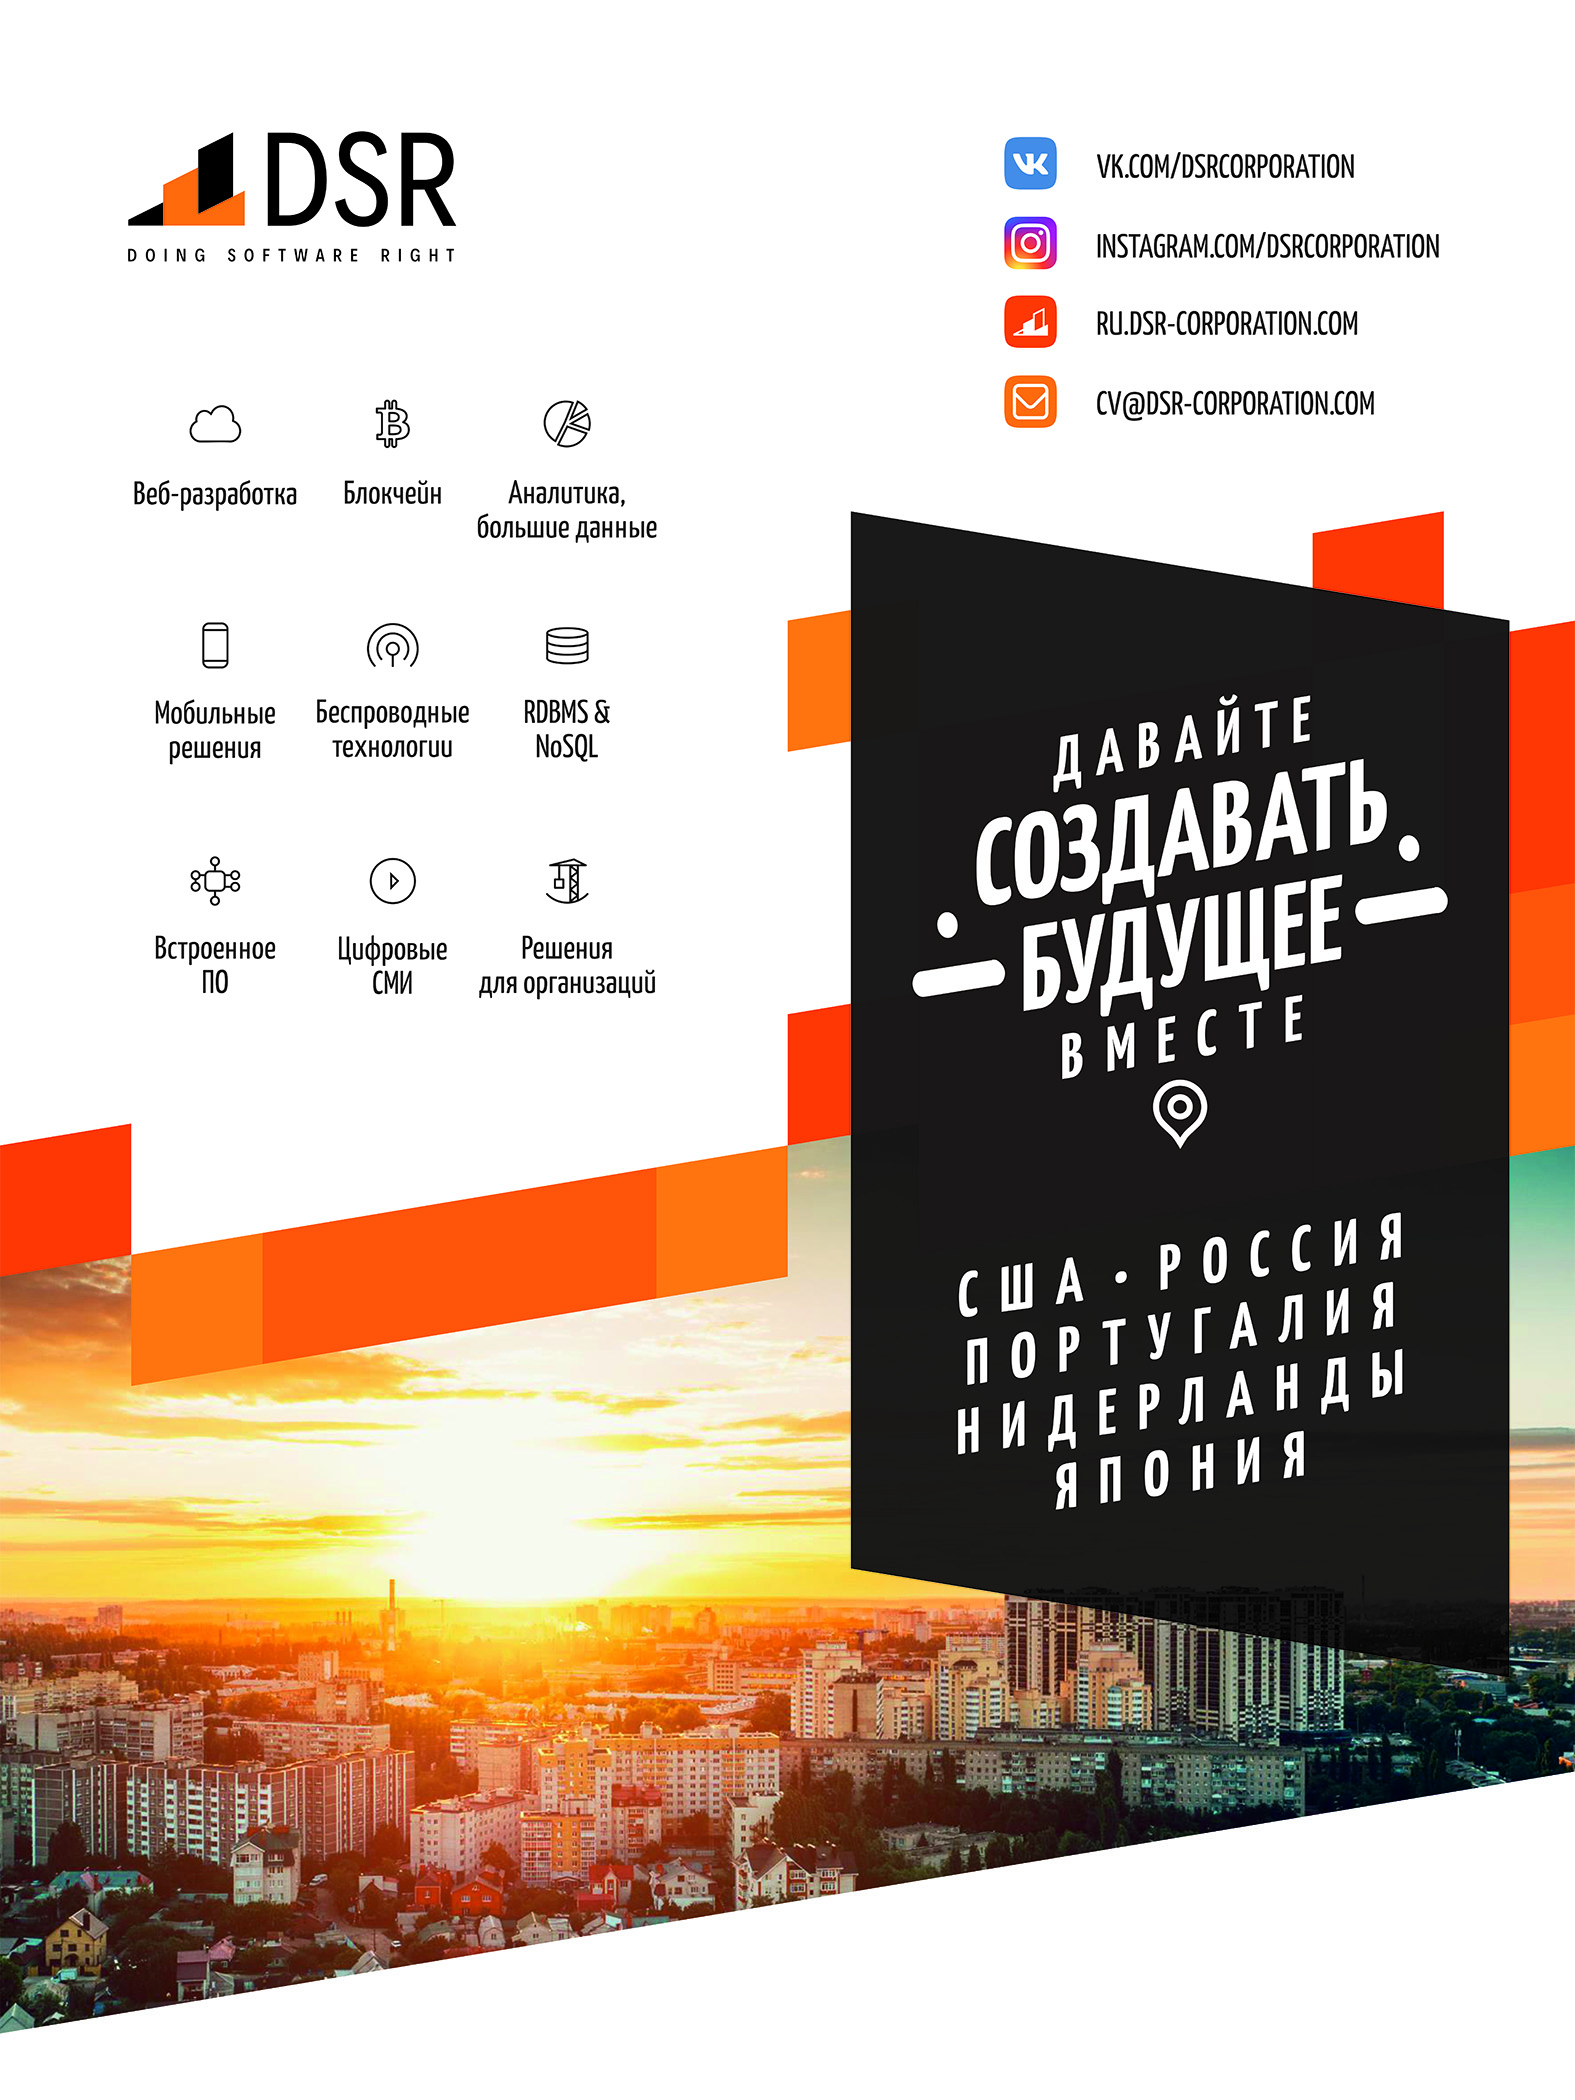 DSR
DOING SOFTWARE RIGHT
VK.COM/DSRCORPORATION
INSTAGRAM.COM/DSRCORPORATION
RU.DSR-CORPORATION.COM
CV@DSR-CORPORATION.COM
Веб-разработка
Блокчейн
Аналитика,
большие данные
Мобильные
решения
Беспроводные
технологии
RDBMS &
NoSQL
Встроенное
ПО
Цифровые
СМИ
Решения
для организаций
ДАВАЙТЕ
СОЗДАВАТЬ
БУДУЩЕЕ
ВМЕСТЕ
США • РОССИЯ
ПОРТУГАЛИЯ
НИДЕРЛАНДЫ
ЯПОНИЯ